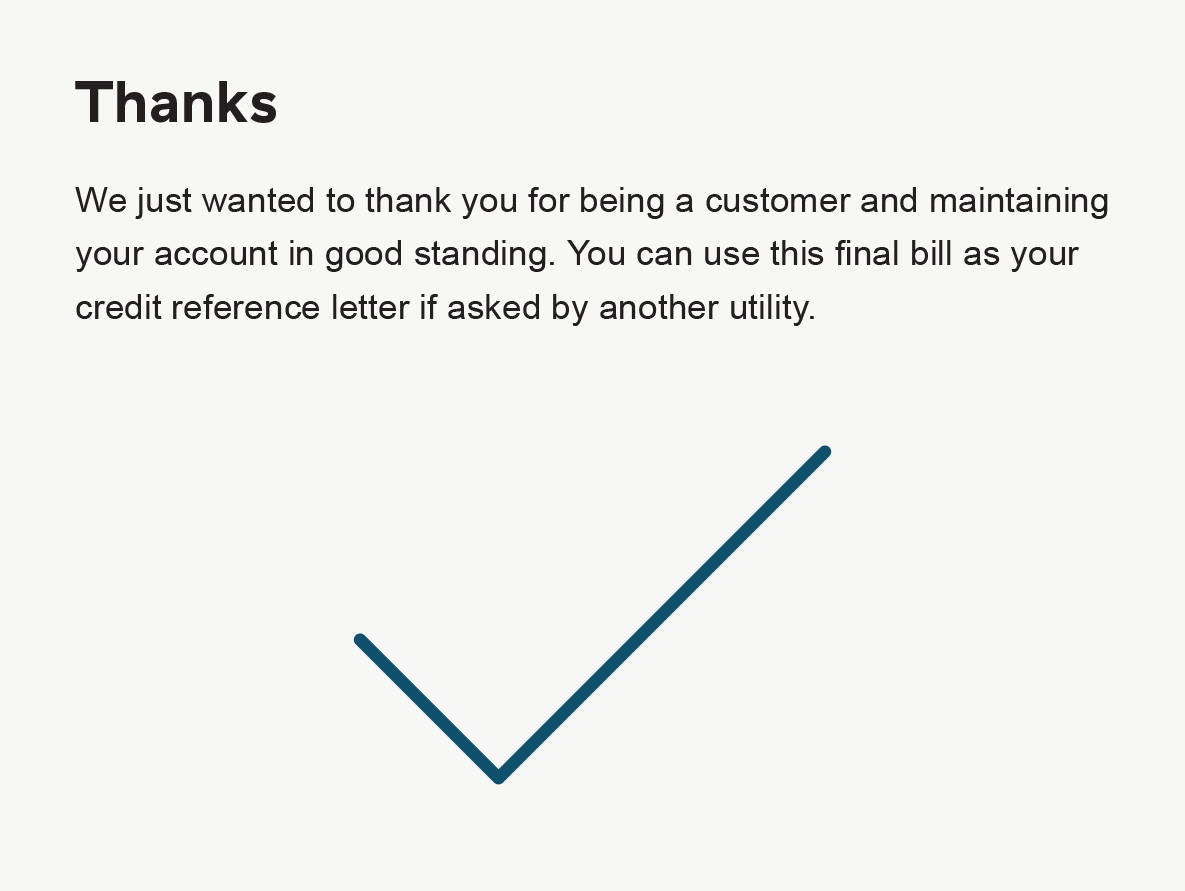 Thanks
We just wanted to thank you for being a customer and maintaining
your account in good standing. You can use this final bill as your
credit reference letter if asked by another utility.